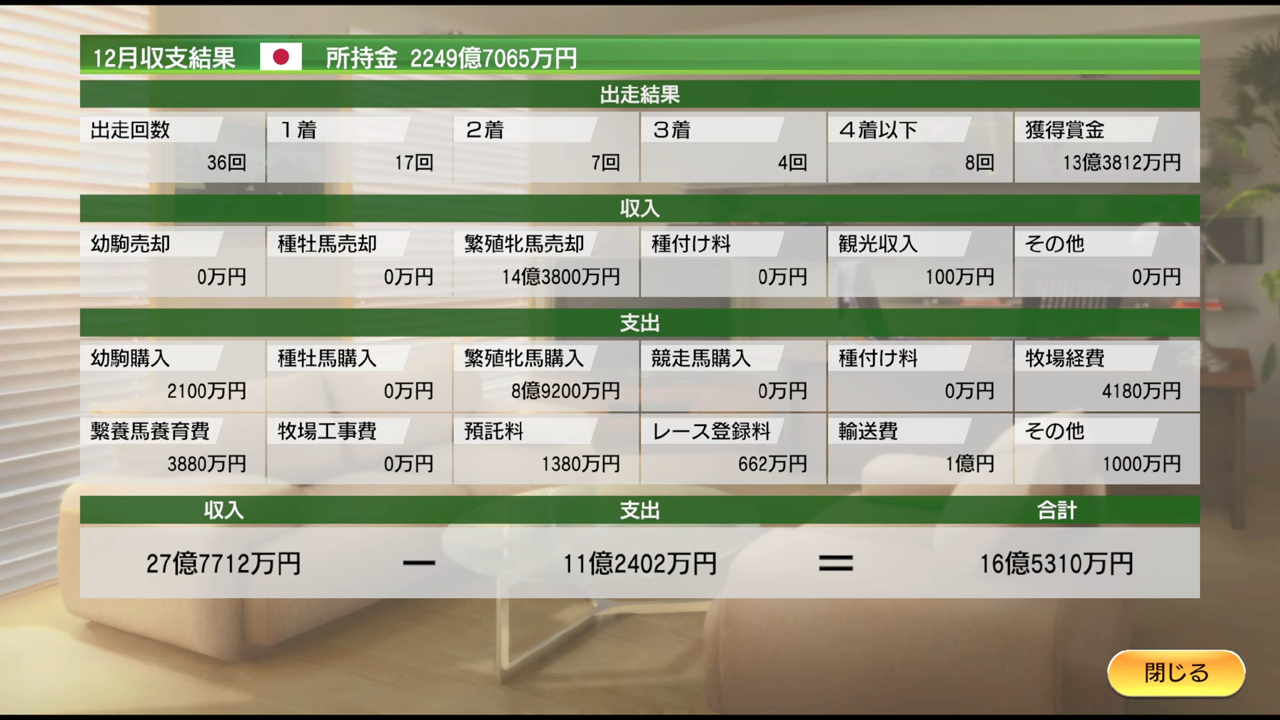 12月収支結果 所持金 2249億7065万円
出走結果
出走回数 1着 2着 3着 4着以下 獲得賞金
36回 17回 7回 4回 8回 13億3812万円
収入
幼駒売却 種牡馬売却 繁殖牝馬売却 種付け料 観光収入 その他
0万円 0万円 14億3800万円 0万円 100万円 0万円
支出
幼駒購入 種牡馬購入 繁殖牝馬購入 競走馬購入 種付け料 牧場経費
2100万円 0万円 8億9200万円 0万円 0万円 4180万円
繋養馬養育費 牧場工事費 預託料 レース登録料 輸送費 その他
3880万円 0万円 1380万円 662万円 1億円 1000万円
収入 支出 合計
27億7712万円 － 11億2402万円 ＝ 16億5310万円
閉じる